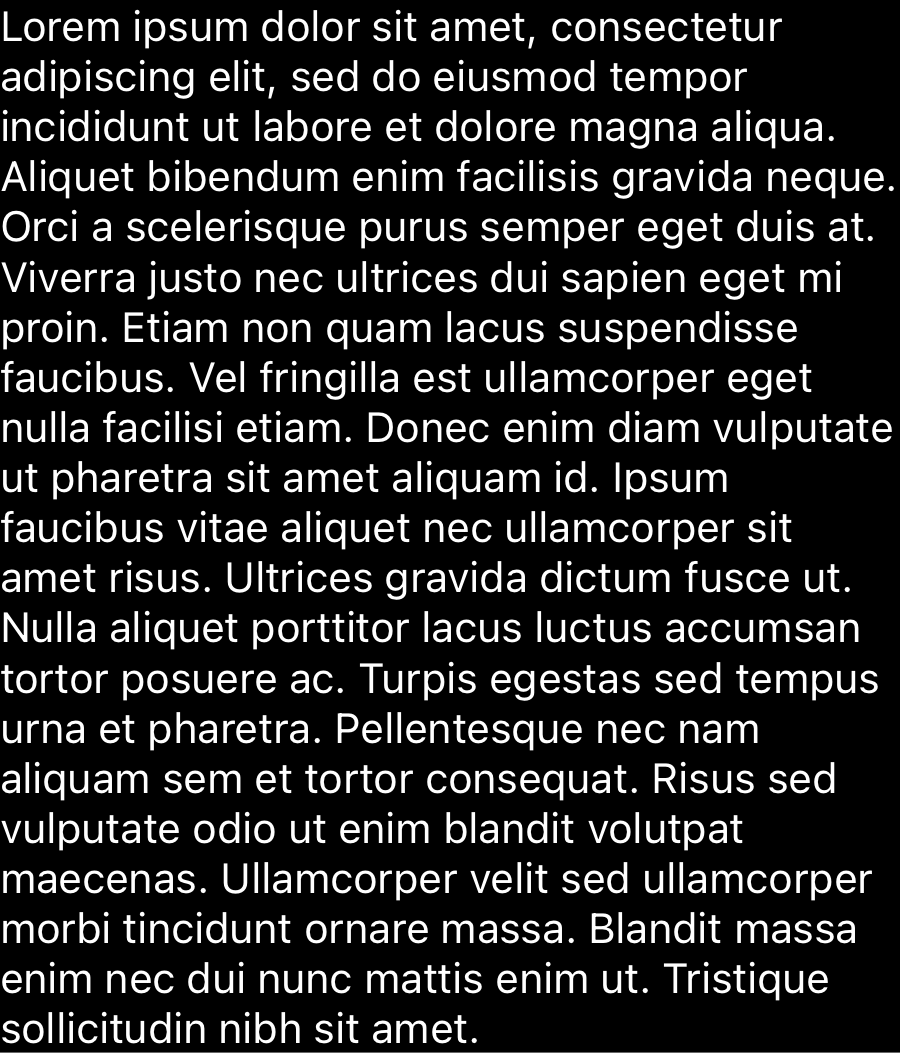 Lorem ipsum dolor sit amet, consectetur
adipiscing elit, sed do eiusmod tempor
incididunt ut labore et dolore magna aliqua.
Aliquet bibendum enim facilisis gravida neque.
Orci a scelerisque purus semper eget duis at.
Viverra justo nec ultrices dui sapien eget mi
proin. Etiam non quam lacus suspendisse
faucibus. Vel fringilla est ullamcorper eget
nulla facilisi etiam. Donec enim diam vulputate
ut pharetra sit amet aliquam id. Ipsum
faucibus vitae aliquet nec ullamcorper sit
amet risus. Ultrices gravida dictum fusce ut.
Nulla aliquet porttitor lacus luctus accumsan
tortor posuere ac. Turpis egestas sed tempus
urna et pharetra. Pellentesque nec nam
aliquam sem et tortor consequat. Risus sed
vulputate odio ut enim blandit volutpat
maecenas. Ullamcorper velit sed ullamcorper
morbi tincidunt ornare massa. Blandit massa
enim nec dui nunc mattis enim ut. Tristique
sollicitudin nibh sit amet.